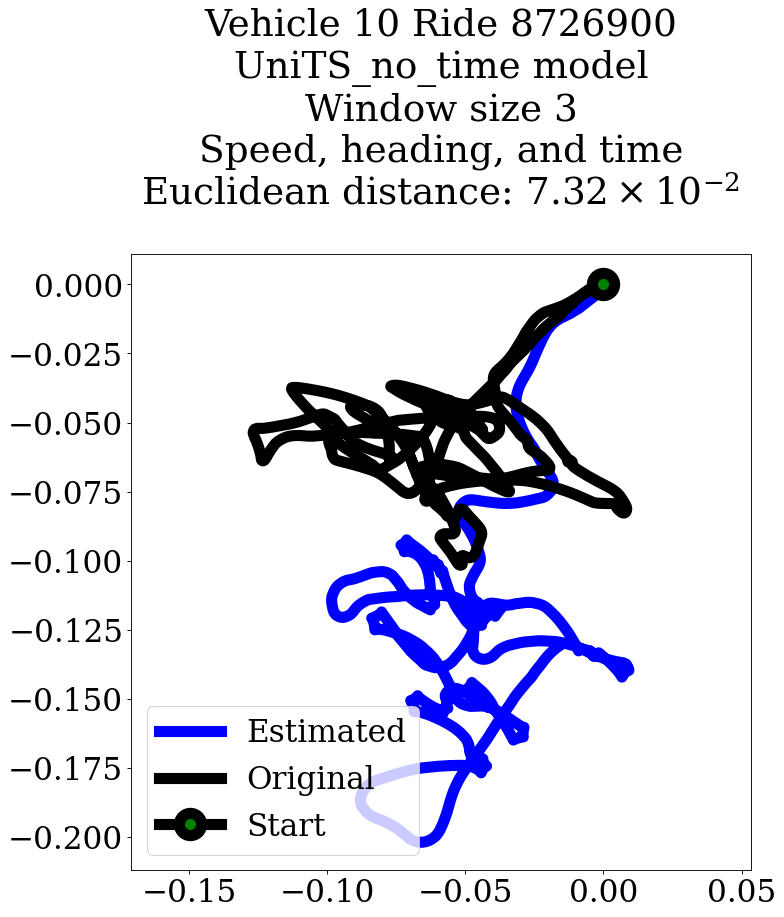 Vehicle 10 Ride 8726900
UniTS_no_time model
Window size 3
Speed, heading, and time
Euclidean distance: 7.32 × 10⁻²
0.000
−0.025
−0.050
−0.075
−0.100
−0.125
−0.150
−0.175
−0.200
Estimated
Original
Start
−0.15 −0.10 −0.05 0.00 0.05